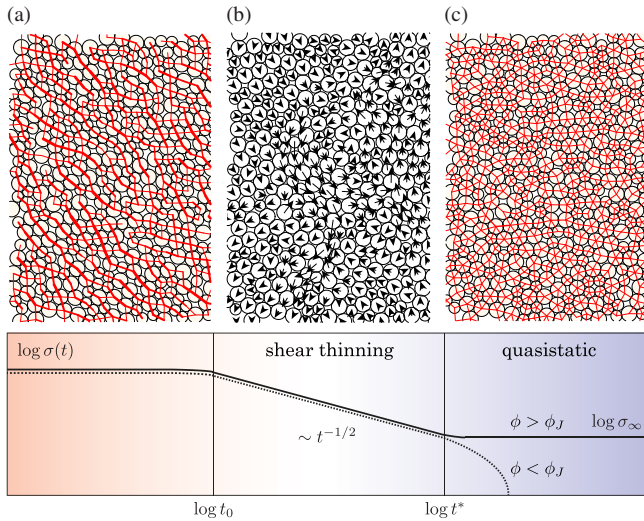 (a) (b) (c)
log σ(t) shear thinning quasistatic
ϕ > ϕ_J log σ_∞
∼ t^{−1/2}
ϕ < ϕ_J
log t_0 log t*